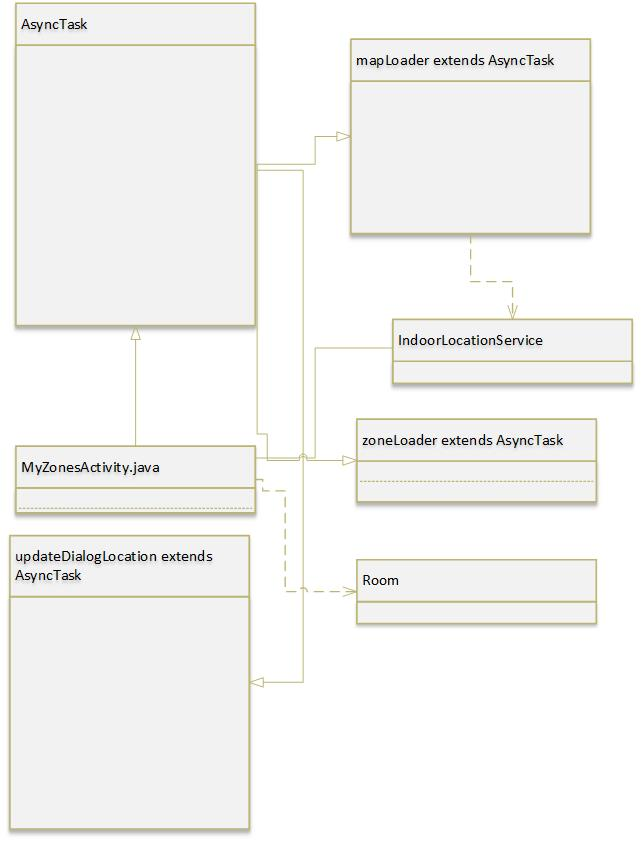 AsyncTask
mapLoader extends AsyncTask
IndoorLocationService
zoneLoader extends AsyncTask
MyZonesActivity.java
updateDialogLocation extends
AsyncTask
Room